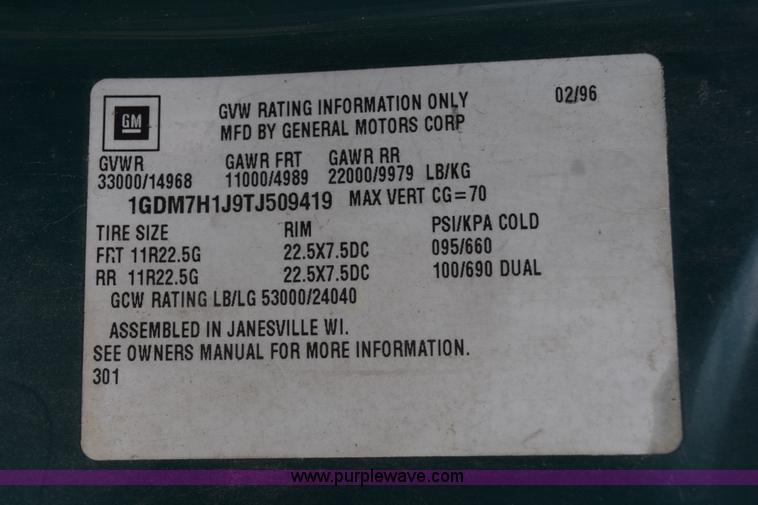 GM
GVW RATING INFORMATION ONLY 02/96
MFD BY GENERAL MOTORS CORP
GVWR GAWR FRT GAWR RR
33000/14968 11000/4989 22000/9979 LB/KG
1GDM7H1J9TJ509419 MAX VERT CG=70
TIRE SIZE RIM PSI/KPA COLD
FRT 11R22.5G 22.5X7.5DC 095/660
RR 11R22.5G 22.5X7.5DC 100/690 DUAL
GCW RATING LB/LG 53000/24040
ASSEMBLED IN JANESVILLE WI.
SEE OWNERS MANUAL FOR MORE INFORMATION.
301
www.purplewave.com